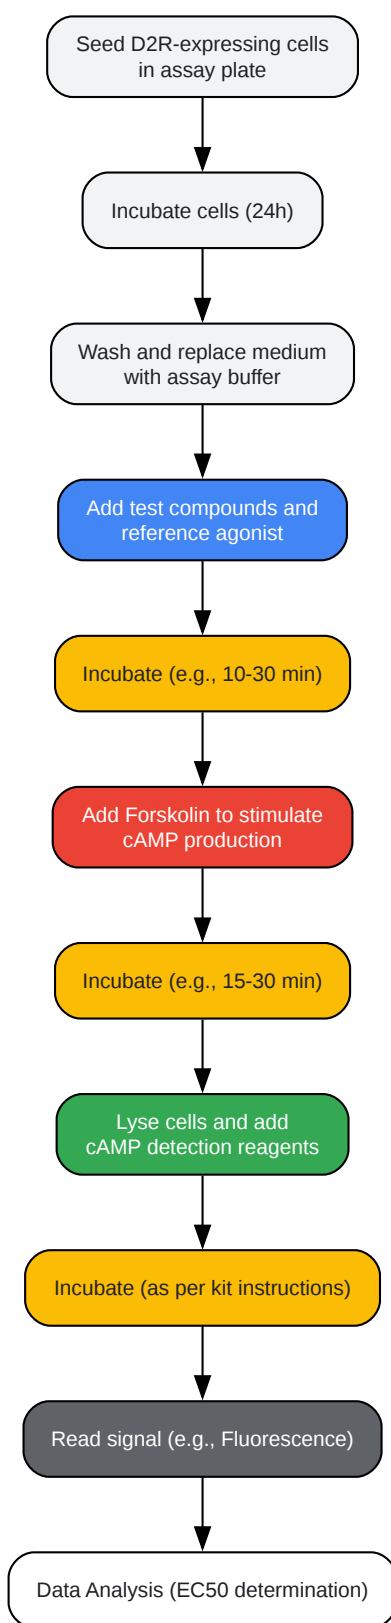 Seed D2R-expressing cells
in assay plate
Incubate cells (24h)
Wash and replace medium
with assay buffer
Add test compounds and
reference agonist
Incubate (e.g., 10-30 min)
Add Forskolin to stimulate
cAMP production
Incubate (e.g., 15-30 min)
Lyse cells and add
cAMP detection reagents
Incubate (as per kit instructions)
Read signal (e.g., Fluorescence)
Data Analysis (EC50 determination)